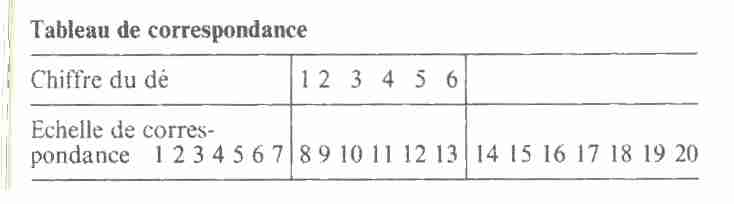 Tableau de correspondance
Chiffre du dé 1 2 3 4 5 6
Echelle de corres-
pondance 1 2 3 4 5 6 7 8 9 10 11 12 13 14 15 16 17 18 19 20